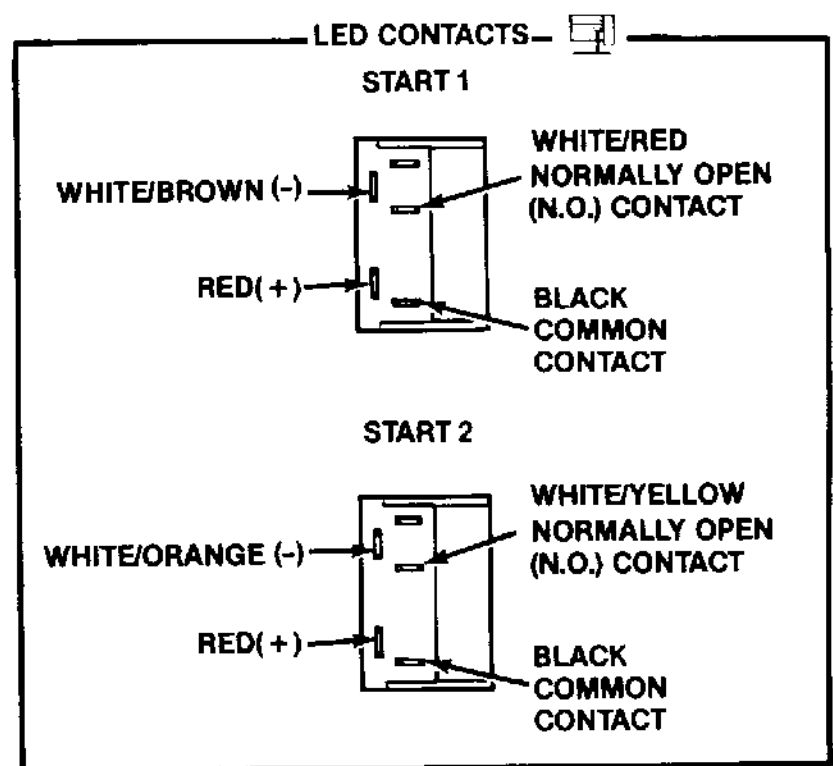 LED CONTACTS
START 1
WHITE/BROWN (-)
WHITE/RED
NORMALLY OPEN
(N.O.) CONTACT
RED(+)
BLACK
COMMON
CONTACT
START 2
WHITE/ORANGE (-)
WHITE/YELLOW
NORMALLY OPEN
(N.O.) CONTACT
RED(+)
BLACK
COMMON
CONTACT